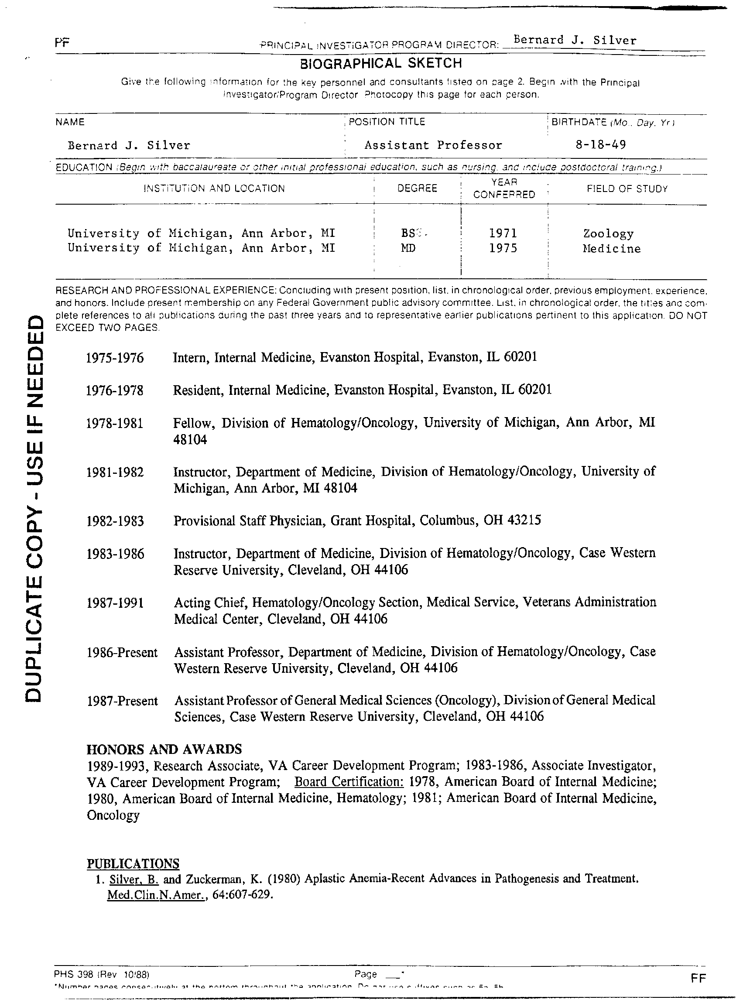 PF
PRINCIPAL INVESTIGATOR PROGRAM DIRECTOR: Bernard J. Silver
BIOGRAPHICAL SKETCH
Give the following information for the key personnel and consultants listed on page 2. Begin with the Principal
Investigator/Program Director. Photocopy this page for each person.
NAME POSITION TITLE BIRTHDATE (Mo., Day, Yr.)
Bernard J. Silver Assistant Professor 8-18-49
EDUCATION (Begin with baccalaureate or other initial professional education, such as nursing, and include postdoctoral training.)
INSTITUTION AND LOCATION DEGREE YEAR CONFERRED FIELD OF STUDY
University of Michigan, Ann Arbor, MI BS 1971 Zoology
University of Michigan, Ann Arbor, MI MD 1975 Medicine
RESEARCH AND PROFESSIONAL EXPERIENCE: Concluding with present position, list, in chronological order, previous employment, experience,
and honors. Include present membership on any Federal Government public advisory committee. List, in chronological order, the titles and com-
plete references to all publications during the past three years and to representative earlier publications pertinent to this application. DO NOT
EXCEED TWO PAGES.
DUPLICATE COPY - USE IF NEEDED
1975-1976 Intern, Internal Medicine, Evanston Hospital, Evanston, IL 60201
1976-1978 Resident, Internal Medicine, Evanston Hospital, Evanston, IL 60201
1978-1981 Fellow, Division of Hematology/Oncology, University of Michigan, Ann Arbor, MI
48104
1981-1982 Instructor, Department of Medicine, Division of Hematology/Oncology, University of
Michigan, Ann Arbor, MI 48104
1982-1983 Provisional Staff Physician, Grant Hospital, Columbus, OH 43215
1983-1986 Instructor, Department of Medicine, Division of Hematology/Oncology, Case Western
Reserve University, Cleveland, OH 44106
1987-1991 Acting Chief, Hematology/Oncology Section, Medical Service, Veterans Administration
Medical Center, Cleveland, OH 44106
1986-Present Assistant Professor, Department of Medicine, Division of Hematology/Oncology, Case
Western Reserve University, Cleveland, OH 44106
1987-Present Assistant Professor of General Medical Sciences (Oncology), Division of General Medical
Sciences, Case Western Reserve University, Cleveland, OH 44106
HONORS AND AWARDS
1989-1993, Research Associate, VA Career Development Program; 1983-1986, Associate Investigator,
VA Career Development Program; Board Certification: 1978, American Board of Internal Medicine;
1980, American Board of Internal Medicine, Hematology; 1981; American Board of Internal Medicine,
Oncology
PUBLICATIONS
1. Silver, B. and Zuckerman, K. (1980) Aplastic Anemia-Recent Advances in Pathogenesis and Treatment.
Med.Clin.N.Amer., 64:607-629.
PHS 398 (Rev. 10/88) Page __* FF
*Number pages consecutively at the bottom throughout the application. Do not use suffixes such as